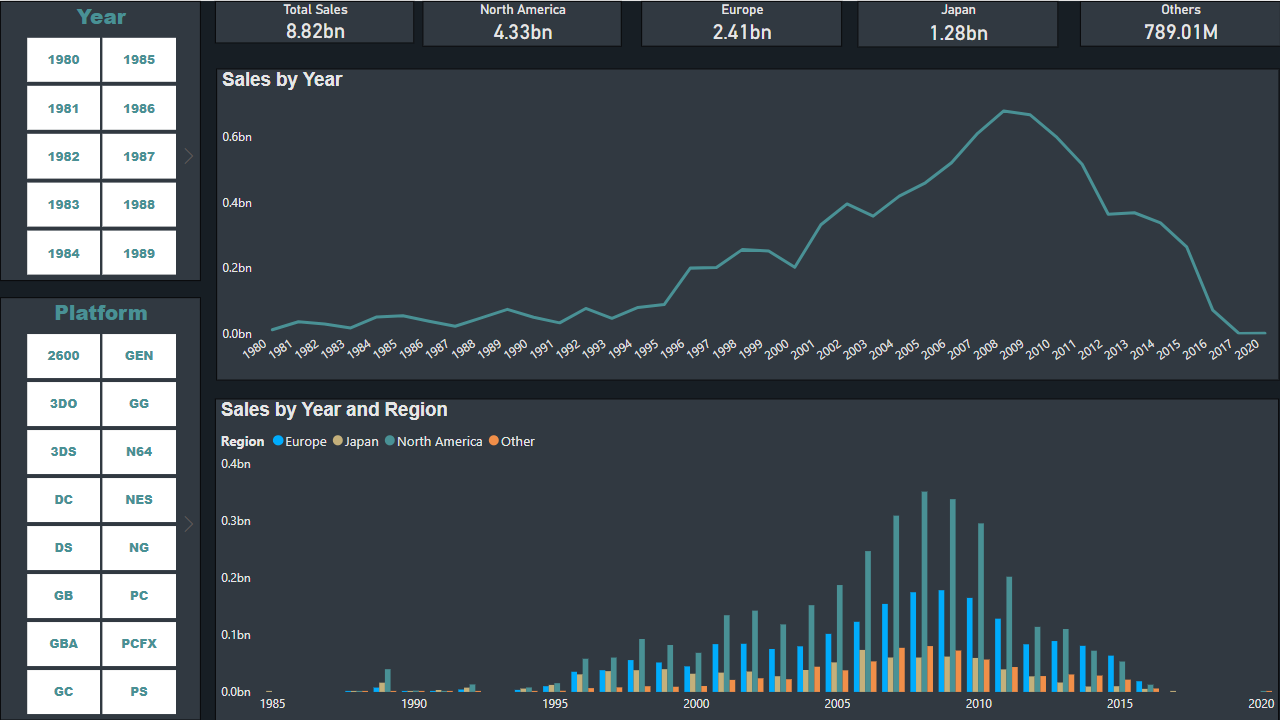 Year
1980 1985
1981 1986
1982 1987
1983 1988
1984 1989
Platform
2600 GEN
3DO GG
3DS N64
DC NES
DS NG
GB PC
GBA PCFX
GC PS
Total Sales
8.82bn
North America
4.33bn
Europe
2.41bn
Japan
1.28bn
Others
789.01M
Sales by Year
0.6bn
0.4bn
0.2bn
0.0bn
1980 1981 1982 1983 1984 1985 1986 1987 1988 1989 1990 1991 1992 1993 1994 1995 1996 1997 1998 1999 2000 2001 2002 2003 2004 2005 2006 2007 2008 2009 2010 2011 2012 2013 2014 2015 2016 2017 2020
Sales by Year and Region
Region Europe Japan North America Other
0.4bn
0.3bn
0.2bn
0.1bn
0.0bn
1985 1990 1995 2000 2005 2010 2015 2020